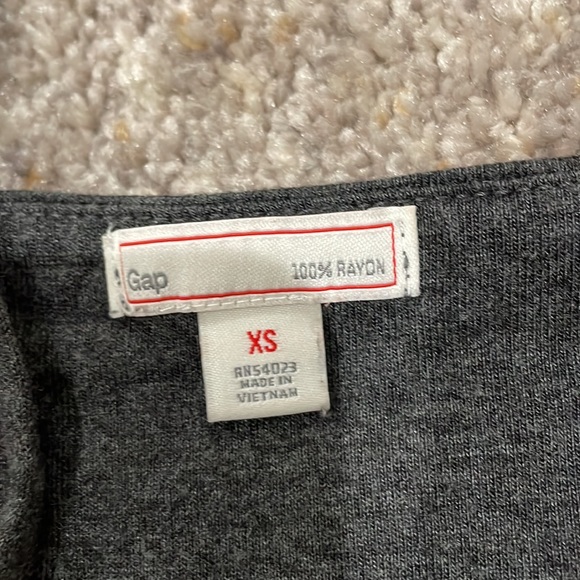 Gap 100% RAYON
XS
RN54023
MADE IN
VIETNAM